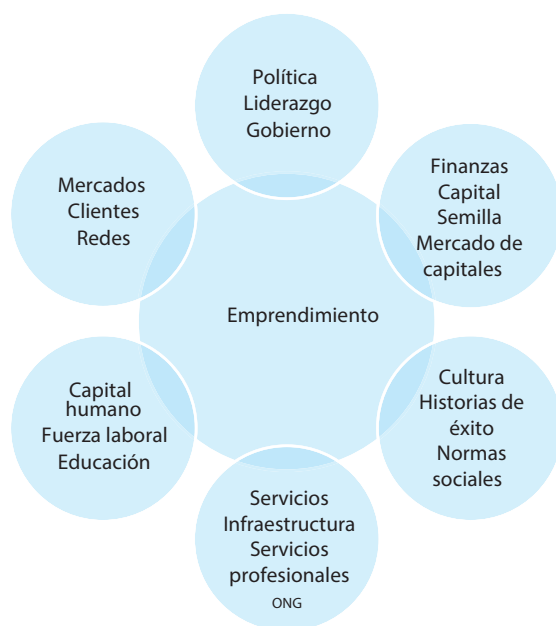 Política
Liderazgo
Gobierno
Finanzas
Capital
Semilla
Mercado de
capitales
Mercados
Clientes
Redes
Emprendimiento
Cultura
Historias de
éxito
Normas
sociales
Capital
humano
Fuerza laboral
Educación
Servicios
Infraestructura
Servicios
profesionales
ONG